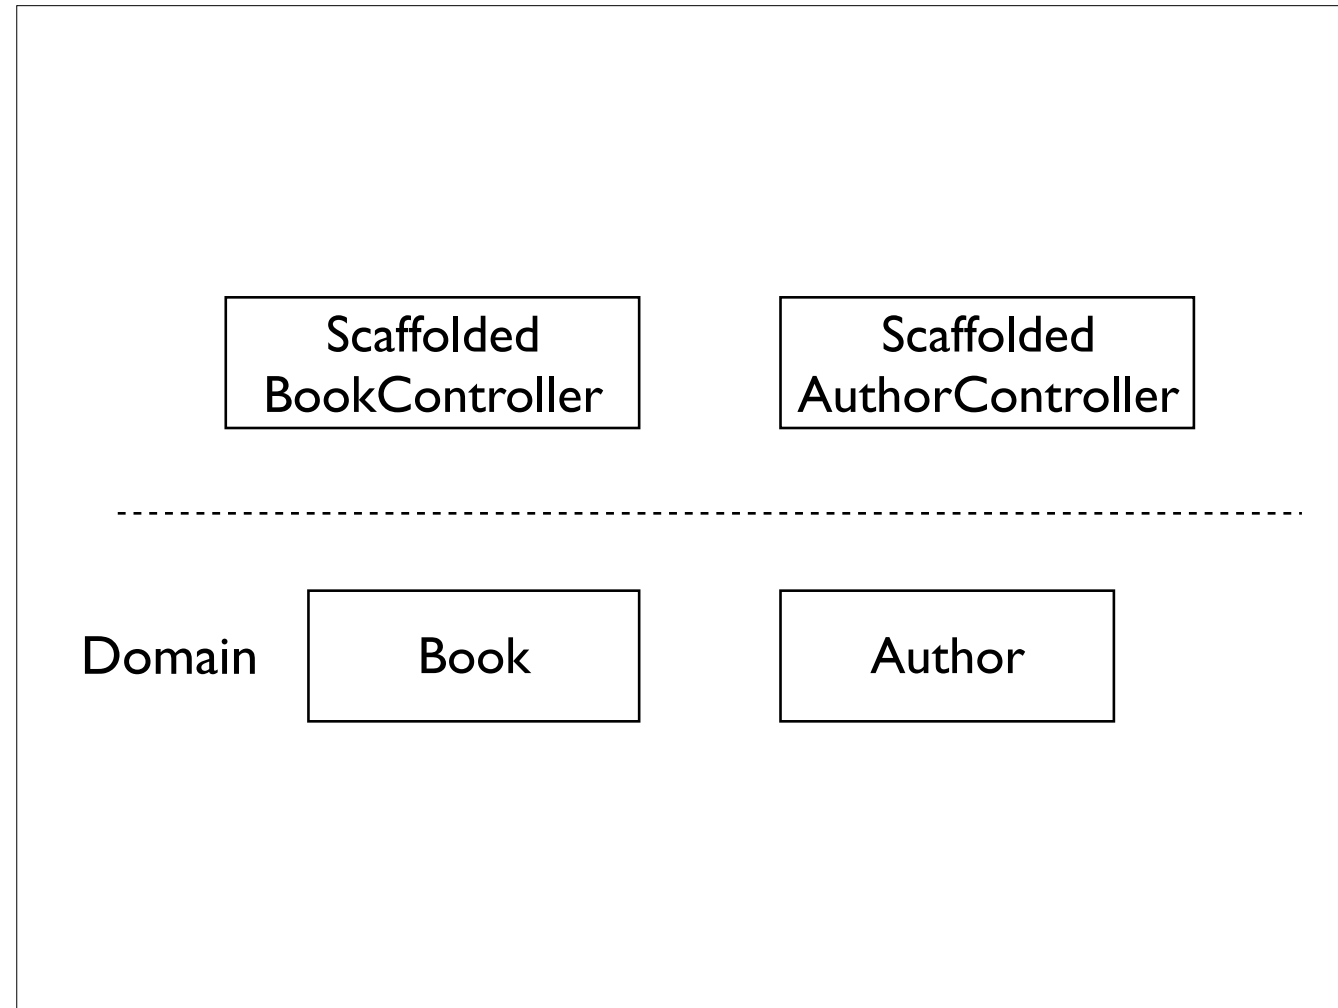 Scaffolded
BookController
Scaffolded
AuthorController
Domain
Book
Author